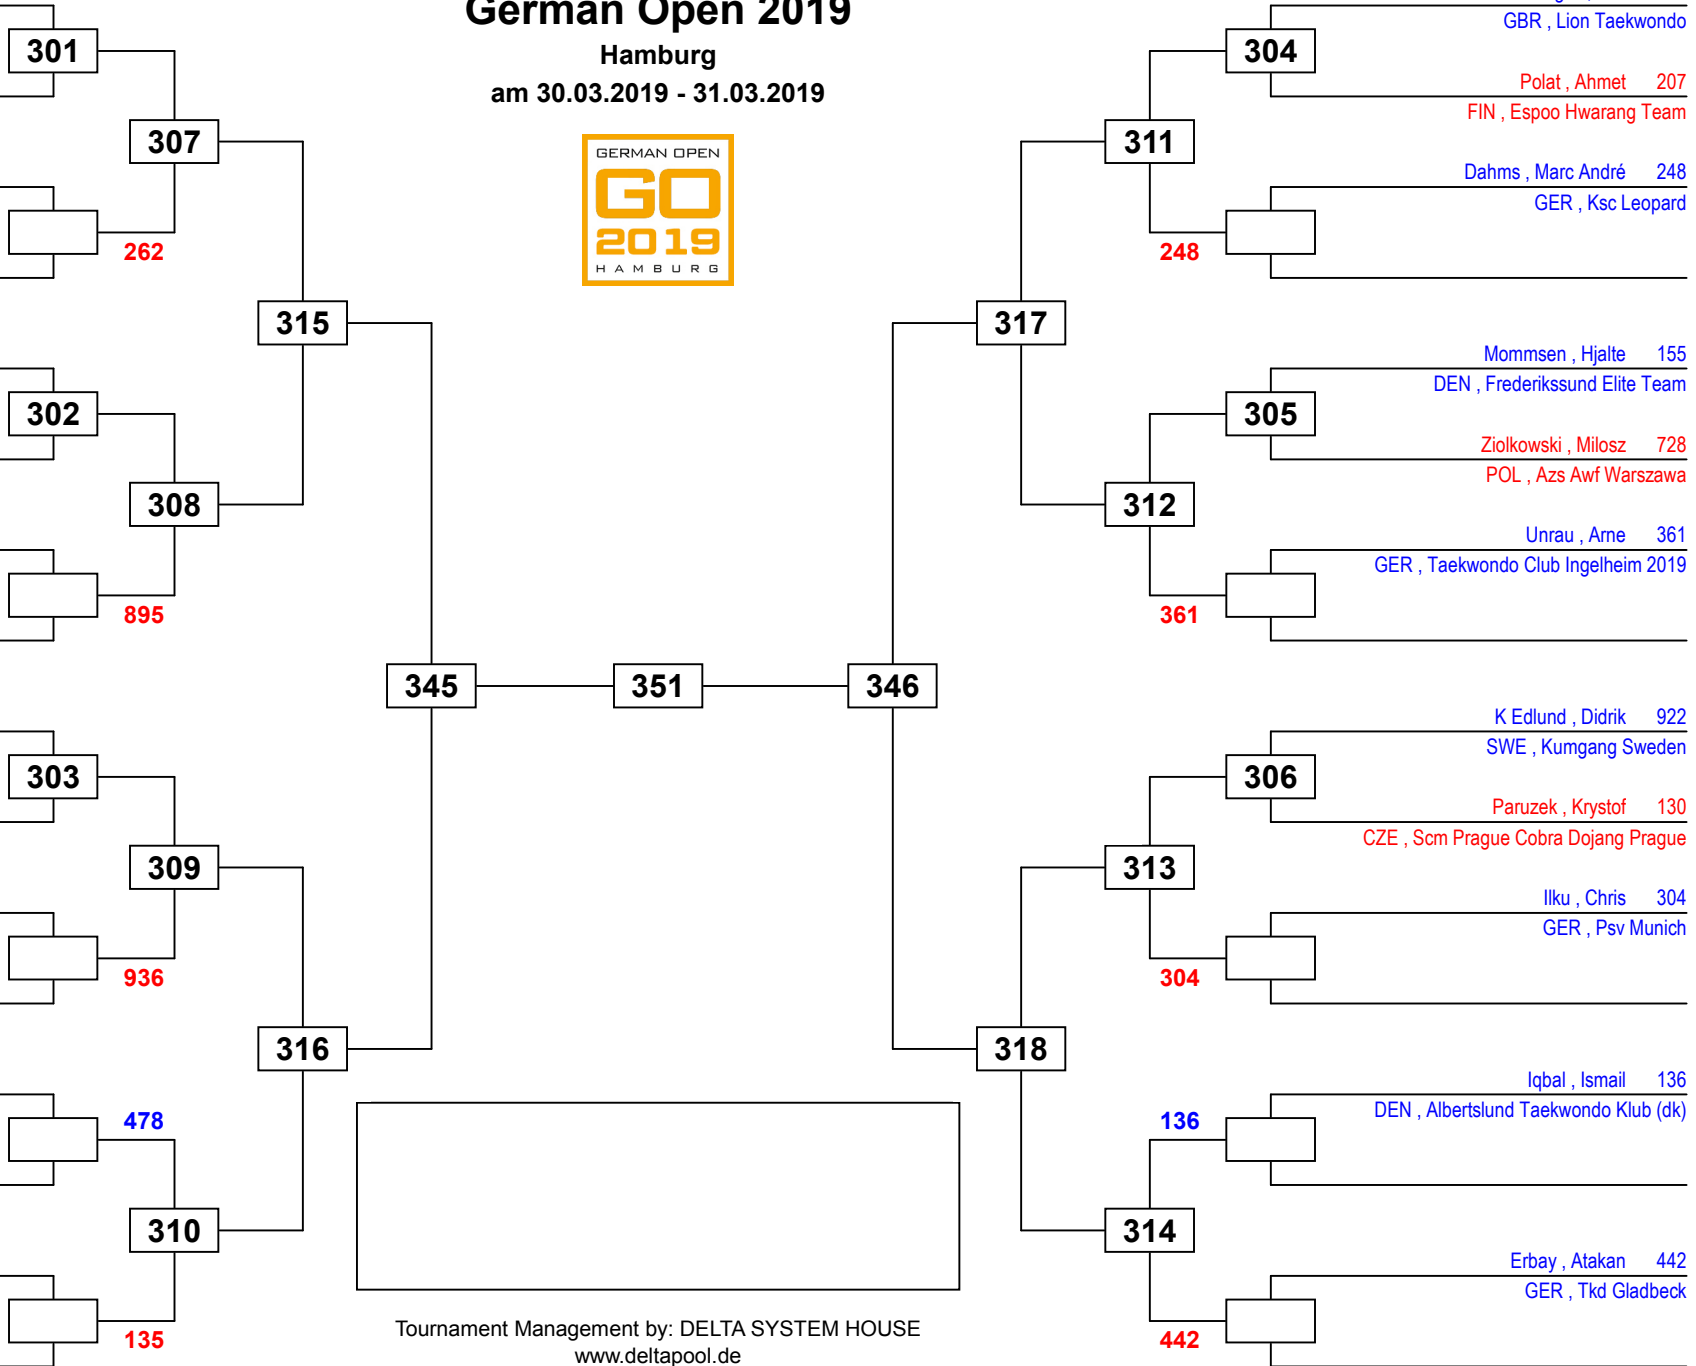 German Open 2019
Hamburg
am 30.03.2019 - 31.03.2019
GERMAN OPEN
GO
2019
HAMBURG
301
307
262
315
302
308
895
345
351
346
303
309
936
316
478
310
135
304
GBR , Lion Taekwondo
Polat , Ahmet 207
FIN , Espoo Hwarang Team
311
Dahms , Marc André 248
GER , Ksc Leopard
248
317
Mommsen , Hjalte 155
DEN , Frederikssund Elite Team
305
Ziolkowski , Milosz 728
POL , Azs Awf Warszawa
312
Unrau , Arne 361
GER , Taekwondo Club Ingelheim 2019
361
K Edlund , Didrik 922
SWE , Kumgang Sweden
306
Paruzek , Krystof 130
CZE , Scm Prague Cobra Dojang Prague
313
Ilku , Chris 304
GER , Psv Munich
304
318
Iqbal , Ismail 136
DEN , Albertslund Taekwondo Klub (dk)
136
314
Erbay , Atakan 442
GER , Tkd Gladbeck
442
Tournament Management by: DELTA SYSTEM HOUSE
www.deltapool.de